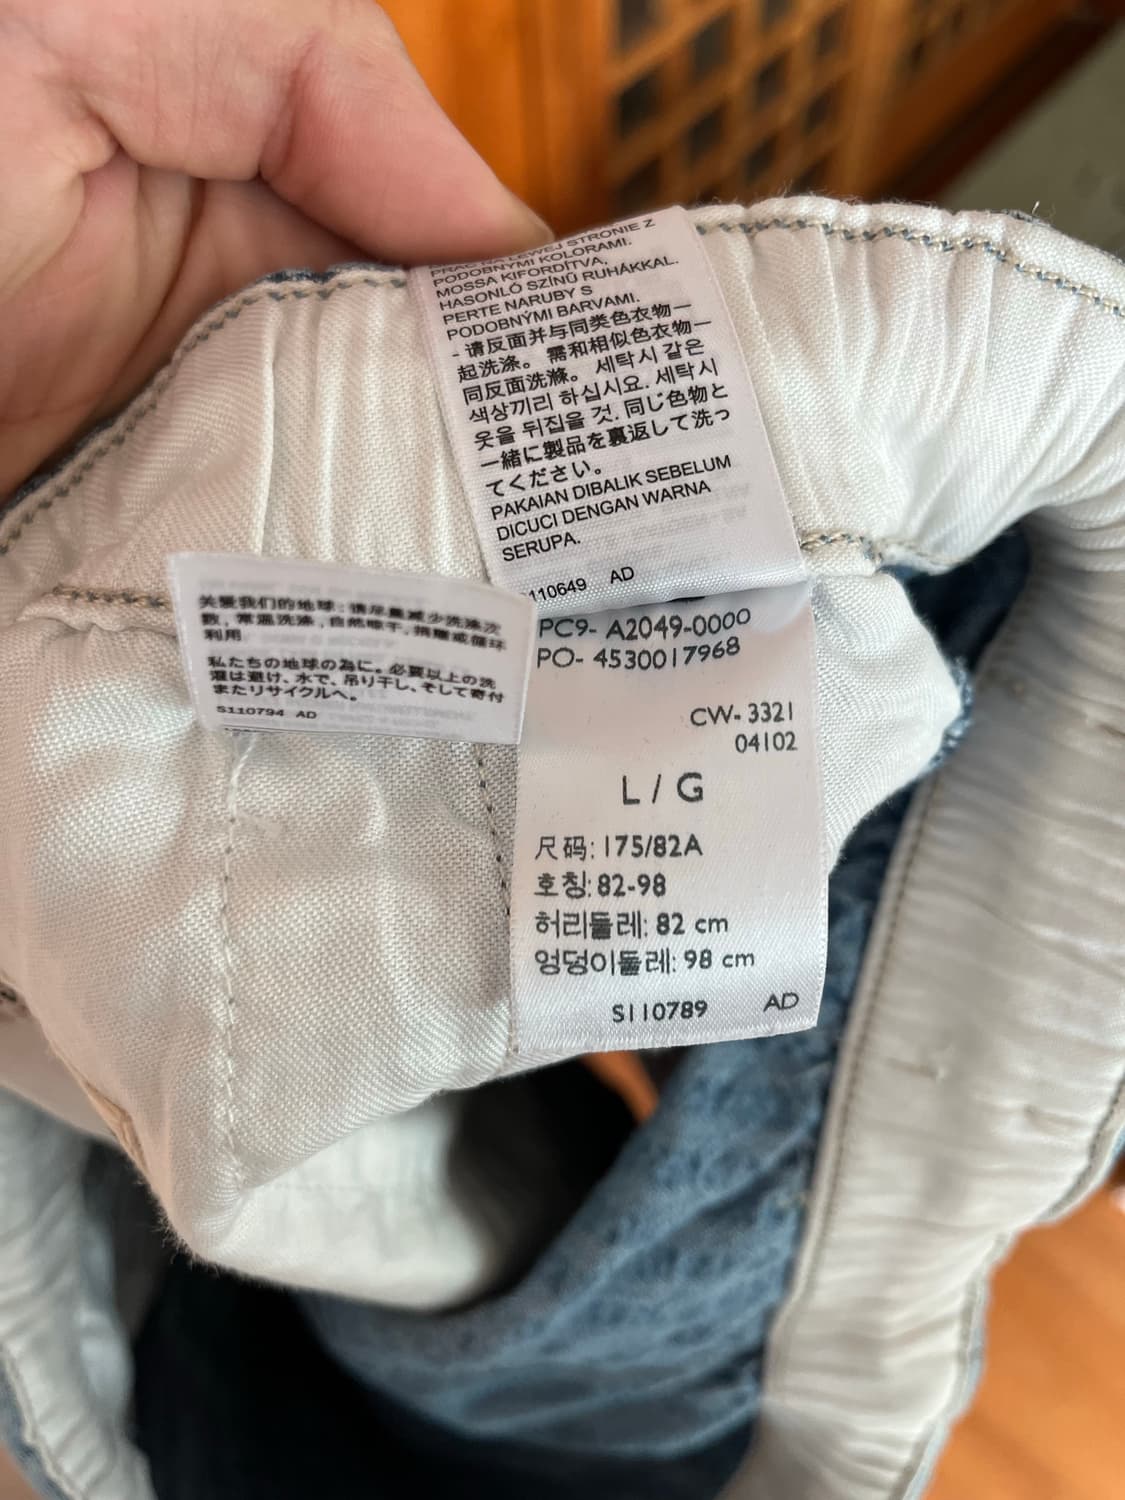 PRAĆ NA LEWEJ STRONIE Z
PODOBNYMI KOLORAMI.
MOSSA KIFORDÍTVA,
HASONLÓ SZÍNŰ RUHÁKKAL.
PERTE NARUBY S
PODOBNÝMI BARVAMI.
- 请反面并与同类色衣物一
起洗涤。需和相似色衣物一
同反面洗滌。세탁시 같은
색상끼리 하십시요. 세탁시
옷을 뒤집을 것. 同じ色物と
一緒に製品を裏返して洗っ
てください。
PAKAIAN DIBALIK SEBELUM
DICUCI DENGAN WARNA
SERUPA.
110649 AD
关爱我们的地球：请尽量减少洗涤次
数，常温洗涤，自然晾干，捐赠或循环
利用
私たちの地球の為に。必要以上の洗
濯は避け、水で、吊り干し、そして寄付
またリサイクルへ。
S110794 AD
PC9- A2049-0000
PO- 4530017968
CW- 3321
04102
L / G
尺码: 175/82A
호칭: 82-98
허리둘레: 82 cm
엉덩이둘레: 98 cm
S110789 AD